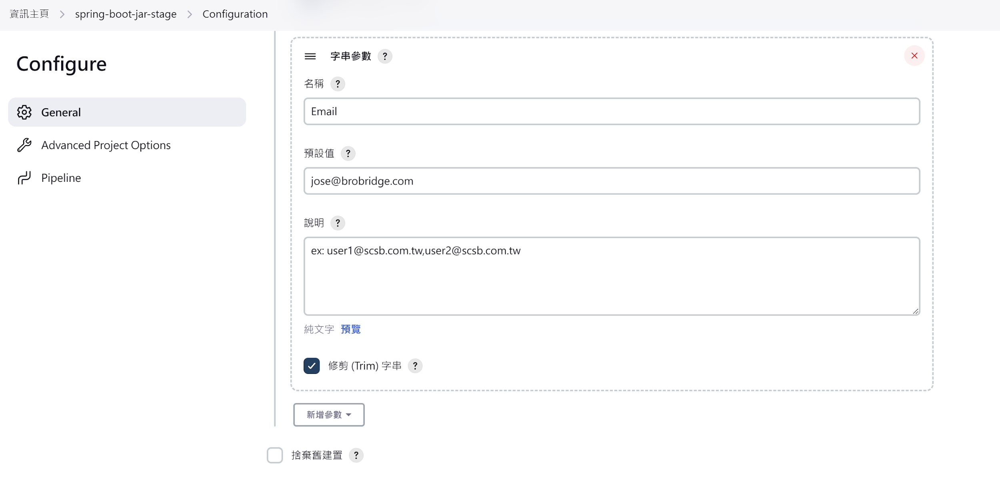 資訊主頁 > spring-boot-jar-stage > Configuration
Configure
General
Advanced Project Options
Pipeline
字串參數 ?
名稱 ?
Email
預設值 ?
jose@brobridge.com
說明 ?
ex: user1@scsb.com.tw,user2@scsb.com.tw
純文字 預覽
修剪 (Trim) 字串 ?
新增參數
捨棄舊建置 ?